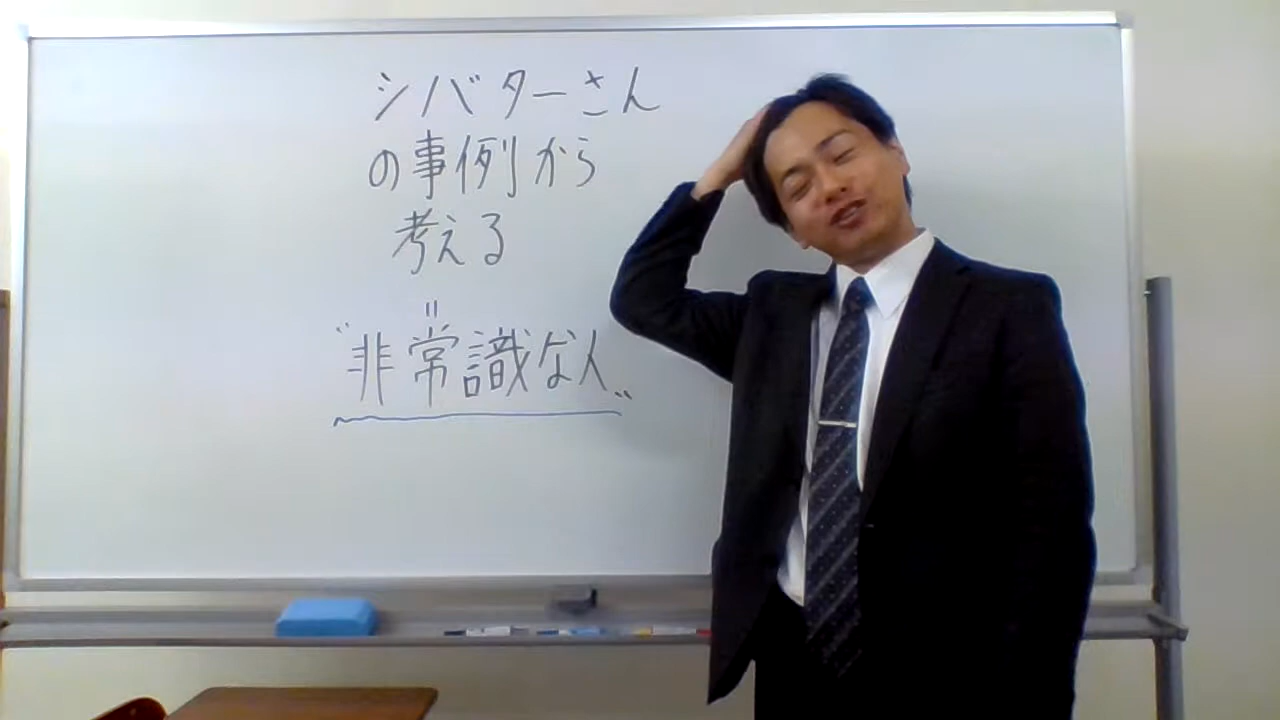 シバターさん
の事例から
考える
〃
“非常識な人„